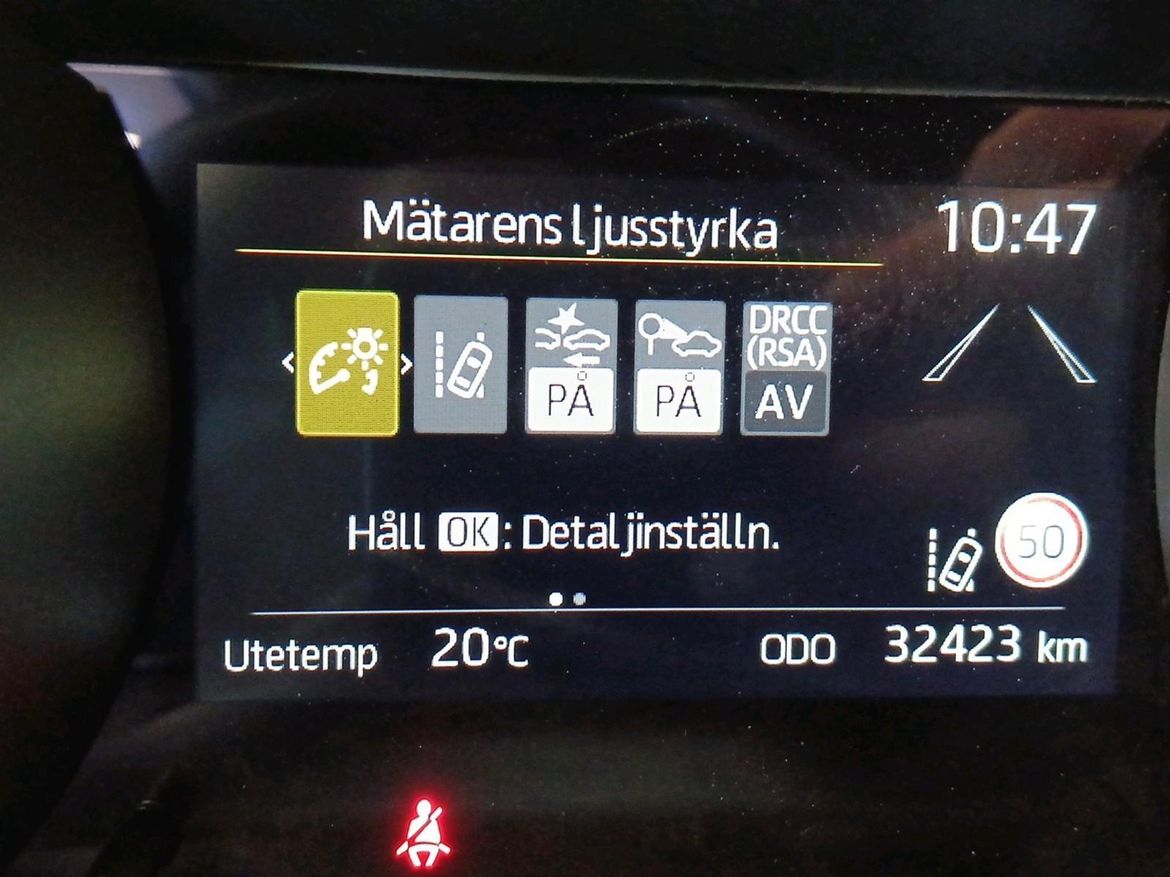 Mätarens ljusstyrka 10:47
DRCC
(RSA)
PÅ PÅ AV
Håll OK: Detaljinställn.
50
Utetemp 20°C ODO 32423 km